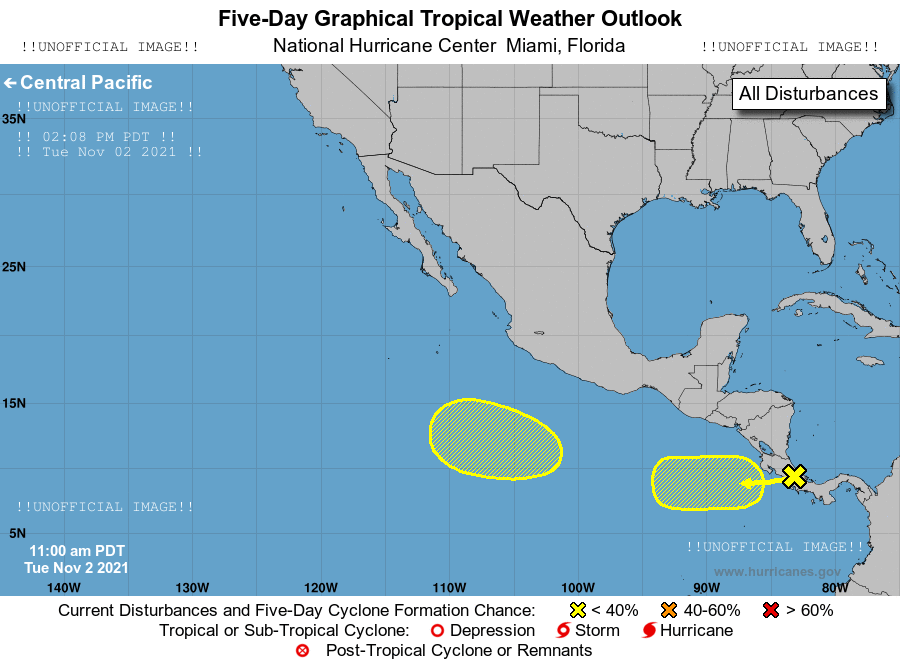 Five-Day Graphical Tropical Weather Outlook
!!UNOFFICIAL IMAGE!! National Hurricane Center Miami, Florida !!UNOFFICIAL IMAGE!!
Central Pacific
All Disturbances
!!UNOFFICIAL IMAGE!!
35N
!! 02:08 PM PDT !!
!! Tue Nov 02 2021 !!
25N
15N
!!UNOFFICIAL IMAGE!!
5N
!!UNOFFICIAL IMAGE!!
11:00 am PDT
Tue Nov 2 2021
www.hurricanes.gov
140W 130W 120W 110W 100W 90W 80W
Current Disturbances and Five-Day Cyclone Formation Chance: < 40% 40-60% > 60%
Tropical or Sub-Tropical Cyclone: Depression Storm Hurricane
Post-Tropical Cyclone or Remnants